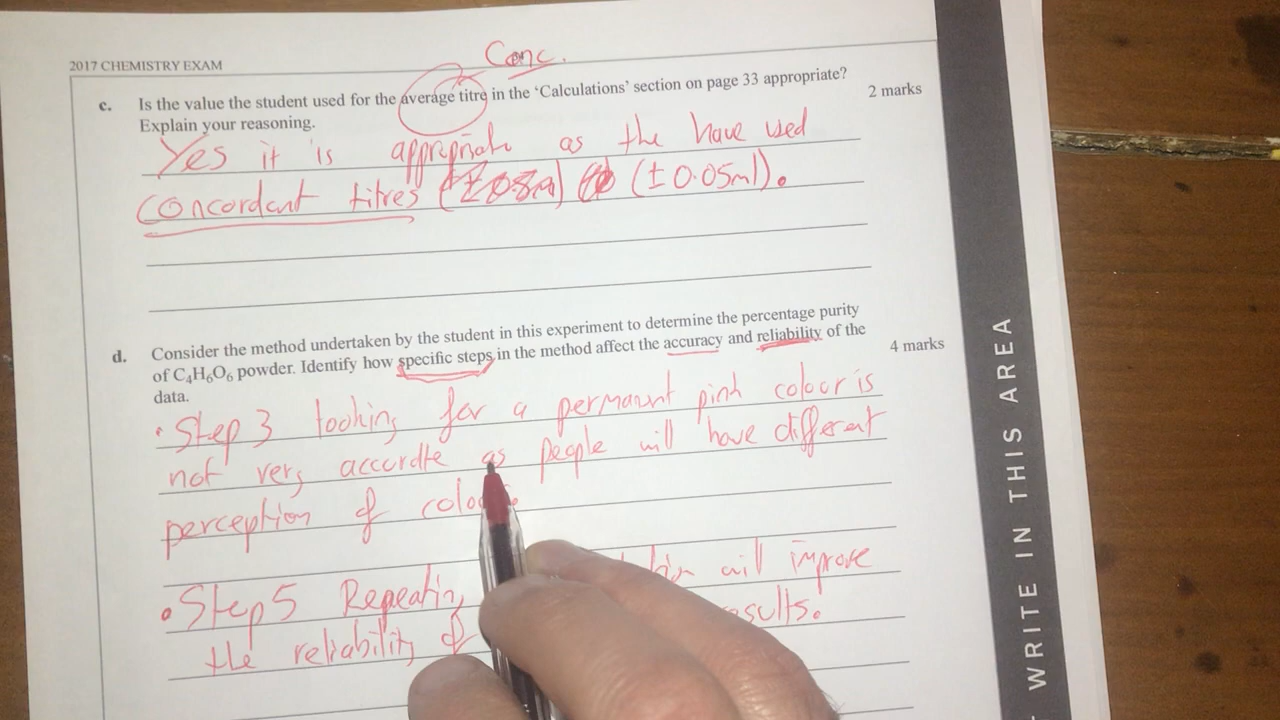 Conc.
2017 CHEMISTRY EXAM
c. Is the value the student used for the average titre in the ‘Calculations’ section on page 33 appropriate?
2 marks
Explain your reasoning.
Yes it is appropriate as the have used
concordant titres (±0.05ml).
d. Consider the method undertaken by the student in this experiment to determine the percentage purity
of C₄H₆O₆ powder. Identify how specific steps in the method affect the accuracy and reliability of the
4 marks
data.
• Step 3 looking for a permanent pink colour is
not very accurate as people will have different
perception of
• Step 5 Repeating will improve
the reliability of
WRITE IN THIS AREA